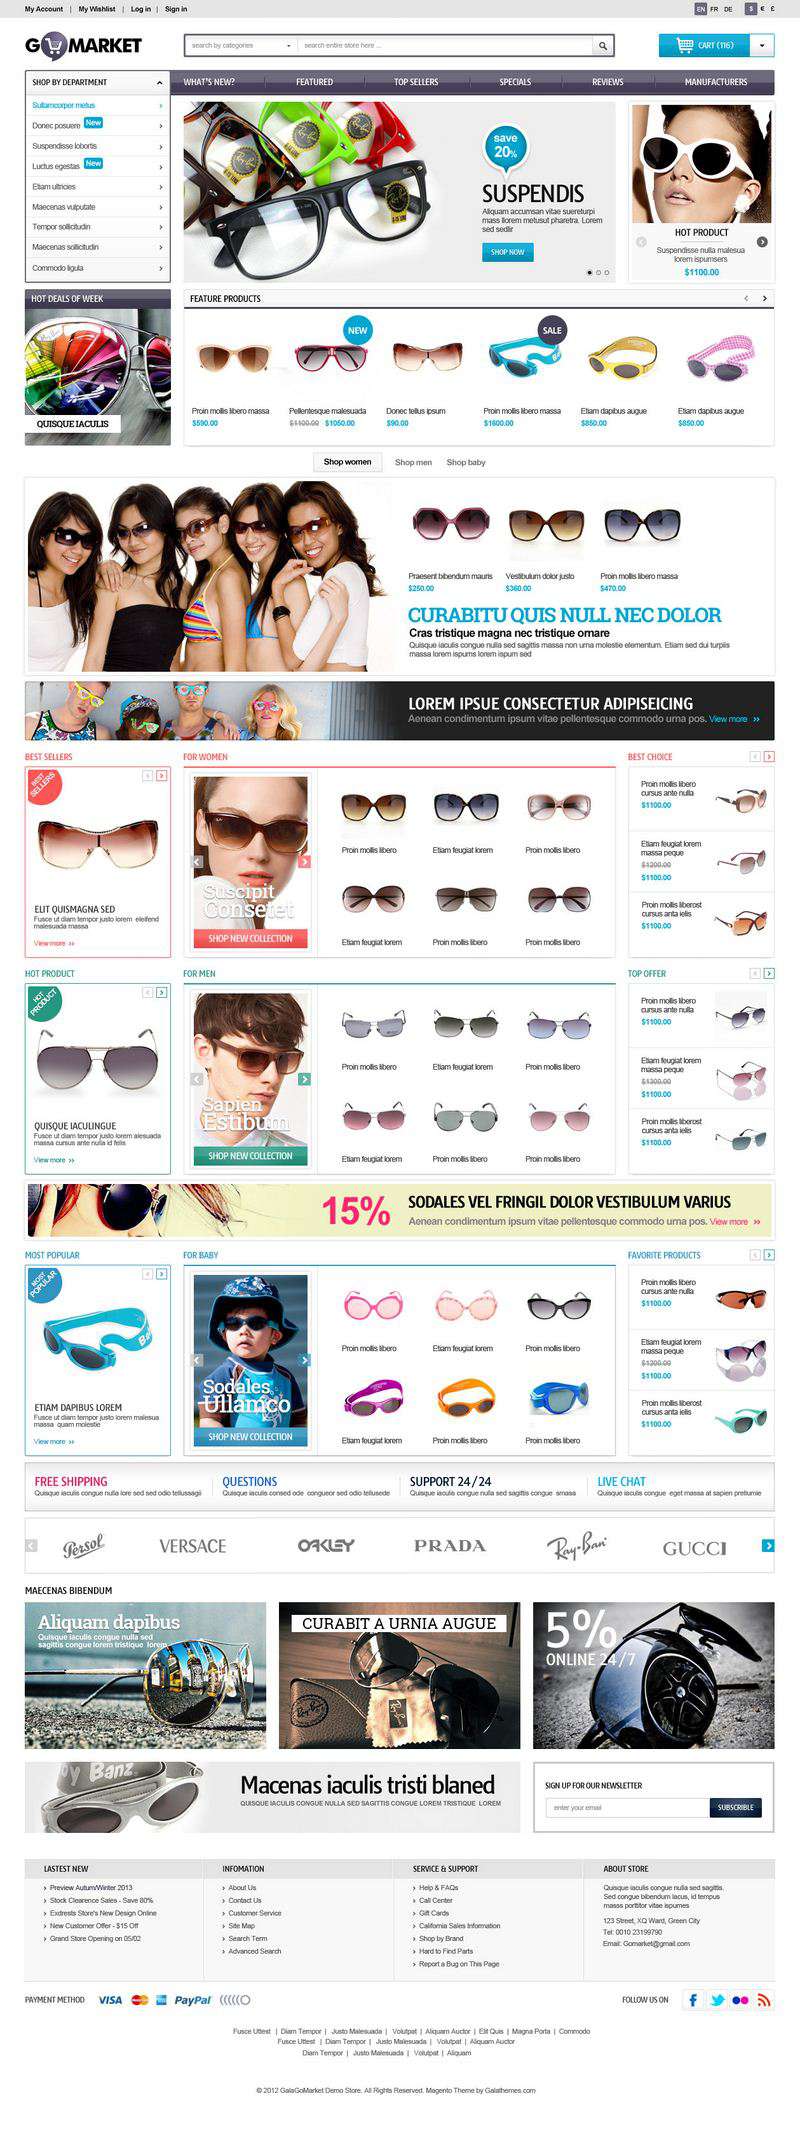 My Account | My Wishlist | Log in | Sign in
EN FR DE $ € £
GOMARKET
search by categories
search entire store here ...
CART (116)
SHOP BY DEPARTMENT
WHAT'S NEW?
FEATURED
TOP SELLERS
SPECIALS
REVIEWS
MANUFACTURERS
Sullamcorper metus
Donec posuere New
Suspendisse lobortis
Luctus egestas New
Etiam ultricies
Maecenas vulputate
Tempor sollicitudin
Maecenas sollicitudin
Commodo ligula
save
20%
SUSPENDIS
Aliquam accumsan vitae suereturpi
mass llorem metusut pharetra. Lorem
sed sedlir
SHOP NOW
HOT PRODUCT
Suspendisse nulla malesua
lorem ipsumsers
$1100.00
HOT DEALS OF WEEK
QUISQUE IACULIS
FEATURE PRODUCTS
NEW
SALE
Proin mollis libero massa
$590.00
Pellentesque malesuada
$1100.00 $1050.00
Donec tellus ipsum
$90.00
Proin mollis libero massa
$1600.00
Etiam dapibus augue
$850.00
Etiam dapibus augue
$850.00
Shop women
Shop men
Shop baby
Praesent bibendum mauris
$250.00
Vestibulum dolor justo
$360.00
Proin mollis libero massa
$470.00
CURABITU QUIS NULL NEC DOLOR
Cras tristique magna nec tristique ornare
Quisque iaculis congue nulla sed sagittis massa non urna molestie elementum. Etiam sed dui turpiis
massa lorem ispums lorem ispum sed
LOREM IPSUE CONSECTETUR ADIPISEICING
Aenean condimentum ipsum vitae pellentesque commodo urna pos. View more »
BEST SELLERS
BEST SELLERS
ELIT QUISMAGNA SED
Fusce ut diam tempor justo lorem eleifend
malesuada massa
View more »
FOR WOMEN
Suscipit
Consetet
SHOP NEW COLLECTION
Proin mollis libero
Etiam feugiat lorem
Proin mollis libero
Etiam feugiat lorem
Proin mollis libero
Proin mollis libero
BEST CHOICE
Proin mollis libero
cursus ante nulla
$1100.00
Etiam feugiat lorem
massa peque
$1200.00
$1100.00
Proin mollis liberost
cursus anta ielis
$1100.00
HOT PRODUCT
HOT PRODUCT
QUISQUE IACULINGUE
Fusce ut diam tempor justo lorem alesuada
massa cursus ante nulla id felis
View more »
FOR MEN
Sapien
Estibum
SHOP NEW COLLECTION
Proin mollis libero
Etiam feugiat lorem
Proin mollis libero
Etiam feugiat lorem
Proin mollis libero
Proin mollis libero
TOP OFFER
Proin mollis libero
cursus ante nulla
$1100.00
Etiam feugiat lorem
massa peque
$1300.00
$1100.00
Proin mollis liberost
cursus anta ielis
$1100.00
15%
SODALES VEL FRINGIL DOLOR VESTIBULUM VARIUS
Aenean condimentum ipsum vitae pellentesque commodo urna pos. View more »
MOST POPULAR
MOST POPULAR
ETIAM DAPIBUS LOREM
Fusce ut diam tempor justo lorem malesua
massa quam molestie
View more »
FOR BABY
Sodales
Ullamco
SHOP NEW COLLECTION
Proin mollis libero
Etiam feugiat lorem
Proin mollis libero
Etiam feugiat lorem
Proin mollis libero
Proin mollis libero
FAVORITE PRODUCTS
Proin mollis libero
cursus ante nulla
$1100.00
Etiam feugiat lorem
massa peque
$1200.00
$1100.00
Proin mollis liberost
cursus anta ielis
$1100.00
FREE SHIPPING
Quisque iaculis congue nulla lore sed sed odio tellusagii
QUESTIONS
Quisque iaculis consed ode congueor sed odio tellusede
SUPPORT 24/24
Quisque iaculis congue nulla sed sagittis congue smass
LIVE CHAT
Quisque iaculis congue eget massa at sapien pretiumie
Persol
VERSACE
OAKLEY
PRADA
Ray-Ban
GUCCI
MAECENAS BIBENDUM
Aliquam dapibus
Quisque iaculis congue nulla sed
sagittis congue lorem tristique lorem
CURABIT A URNIA AUGUE
5%
ONLINE 24/7
Macenas iaculis tristi blaned
QUISQUE IACULIS CONGUE NULLA SED SAGITTIS CONGUE LOREM TRISTIQUE LOREM
SIGN UP FOR OUR NEWSLETTER
enter your email
SUBSCRIBLE
LASTEST NEW
Preview Autum/Winter 2013
Stock Clearence Sales - Save 80%
Exdrests Store's New Design Online
New Customer Offer - $15 Off
Grand Store Opening on 05/02
INFOMATION
About Us
Contact Us
Customer Service
Site Map
Search Term
Advanced Search
SERVICE & SUPPORT
Help & FAQs
Call Center
Gift Cards
California Sales Information
Shop by Brand
Hard to Find Parts
Report a Bug on This Page
ABOUT STORE
Quisque iaculis congue nulla sed sagittis.
Sed congue bibendum lacus, id tempus
masss porttitor vitae ispumes
123 Street, XQ Ward, Green City
Tel: 0010 23199790
Email: Gomarket@gmail.com
PAYMENT METHOD VISA PayPal
FOLLOW US ON
Fusce Uttest | Diam Tempor | Justo Malesuada | Volutpat | Aliquam Auctor | Elit Quis | Magna Porta | Commodo
Fusce Uttest | Diam Tempor | Justo Malesuada | Volutpat | Aliquam Auctor
Diam Tempor | Justo Malesuada | Volutpat | Aliquam
© 2012 GalaGoMarket Demo Store. All Rights Reserved. Magento Theme by Galathemes.com